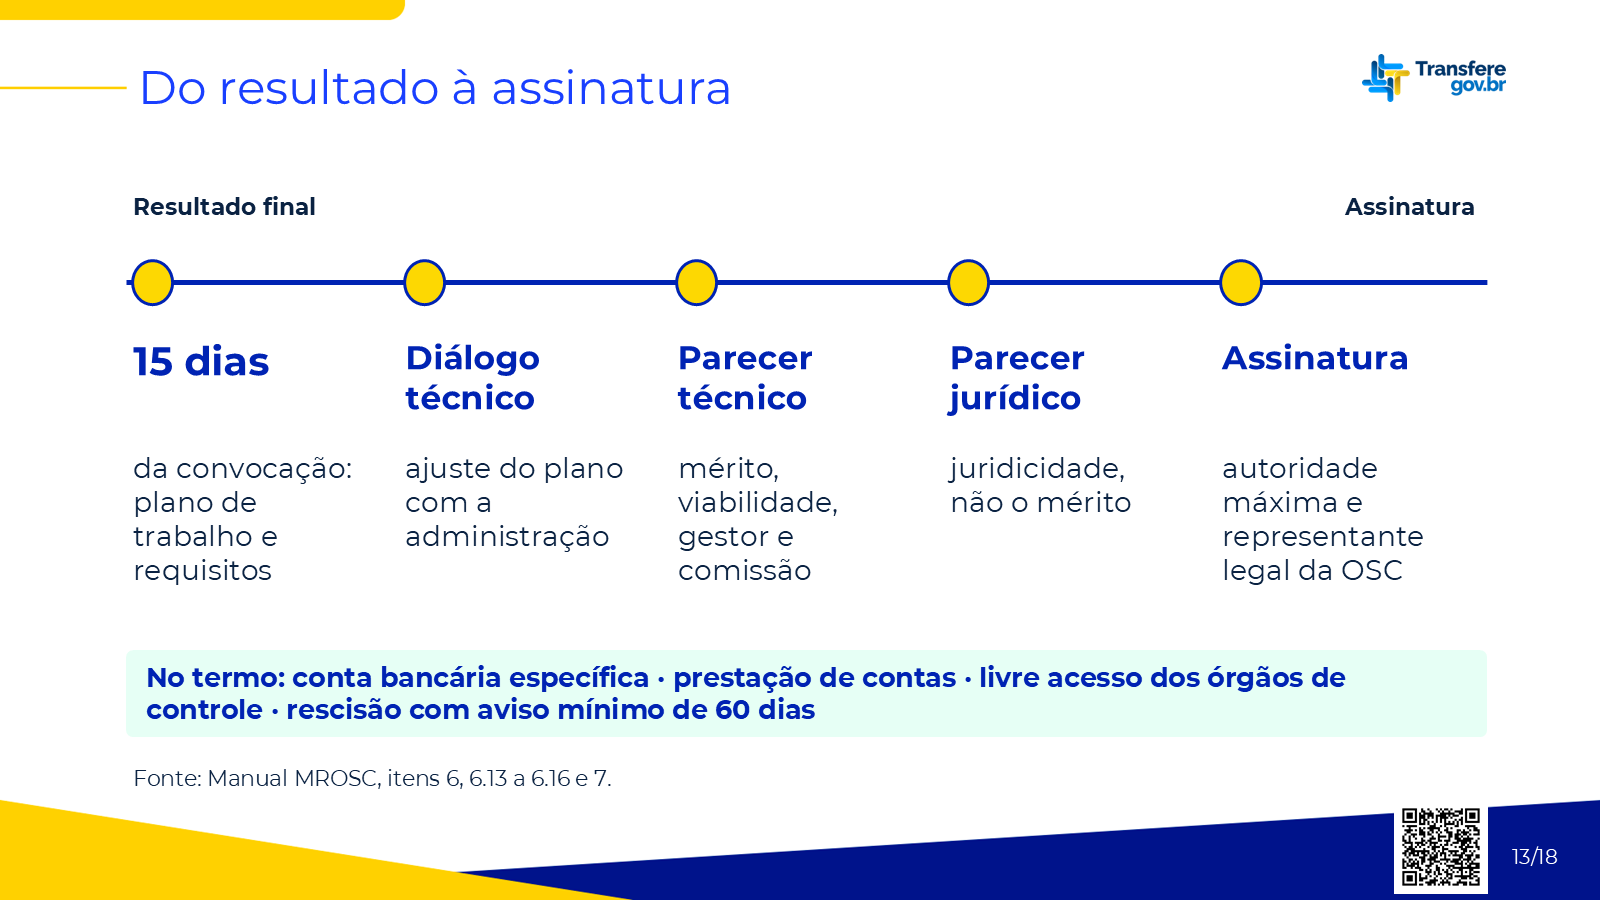 Do resultado à assinatura
Transfere
gov.br
Resultado final
Assinatura
15 dias
da convocação:
plano de
trabalho e
requisitos
Diálogo
técnico
ajuste do plano
com a
administração
Parecer
técnico
mérito,
viabilidade,
gestor e
comissão
Parecer
jurídico
juridicidade,
não o mérito
Assinatura
autoridade
máxima e
representante
legal da OSC
No termo: conta bancária específica · prestação de contas · livre acesso dos órgãos de
controle · rescisão com aviso mínimo de 60 dias
Fonte: Manual MROSC, itens 6, 6.13 a 6.16 e 7.
13/18